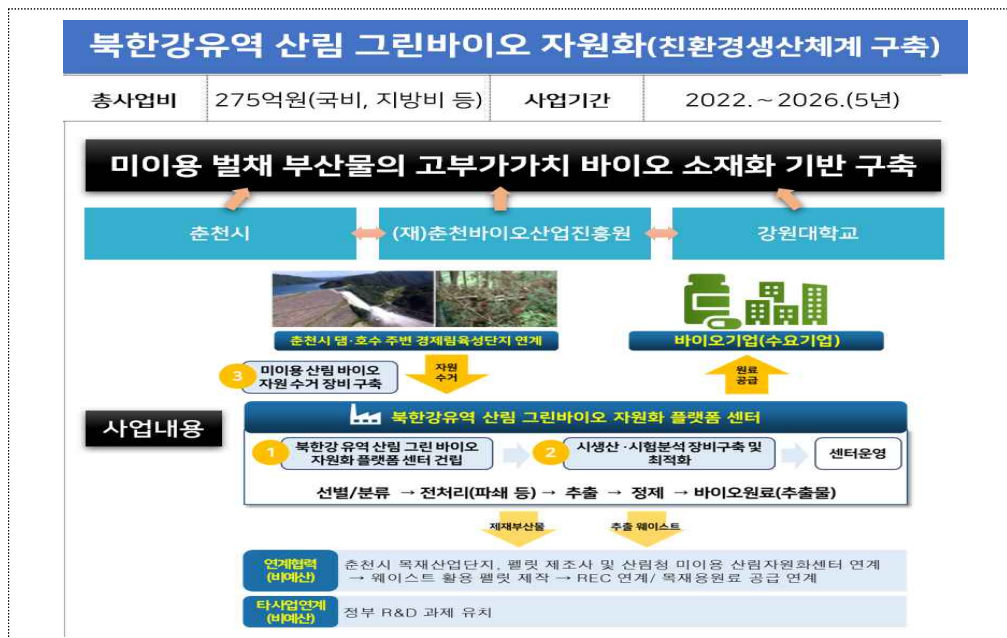 북한강유역 산림 그린바이오 자원화(친환경생산체계 구축)
총사업비 275억원(국비, 지방비 등) 사업기간 2022.~2026.(5년)
미이용 벌채 부산물의 고부가가치 바이오 소재화 기반 구축
춘천시 (재)춘천바이오산업진흥원 강원대학교
춘천시 댐·호수 주변 경제림육성단지 연계
바이오기업(수요기업)
3 미이용 산림 바이오
자원 수거 장비 구축
자원
수거
원료
공급
사업내용
북한강유역 산림 그린바이오 자원화 플랫폼 센터
1 북한강 유역 산림 그린 바이오
자원화 플랫폼 센터 건립
2 시생산·시험분석 장비구축 및
최적화
센터운영
선별/분류 → 전처리(파쇄 등) → 추출 → 정제 → 바이오원료(추출물)
제재부산물 추출 웨이스트
연계협력
(비예산)
춘천시 목재산업단지, 펠릿 제조사 및 산림청 미이용 산림자원화센터 연계
→ 웨이스트 활용 펠릿 제작 → REC 연계/ 목재용원료 공급 연계
타사업연계
(비예산)
정부 R&D 과제 유치